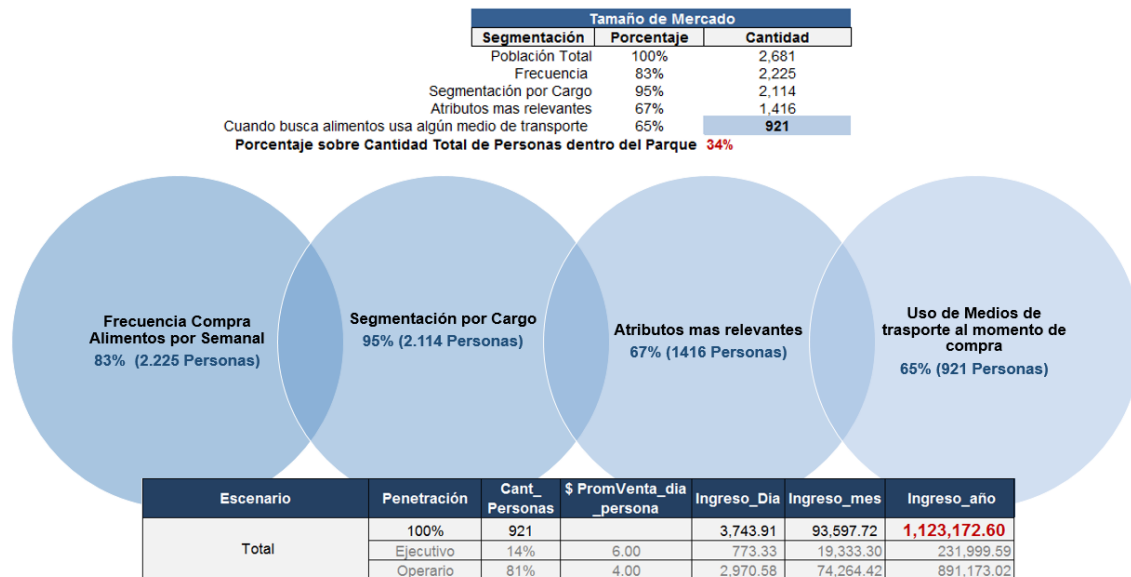 Tamaño de Mercado
Segmentación Porcentaje Cantidad
Población Total 100% 2,681
Frecuencia 83% 2,225
Segmentación por Cargo 95% 2,114
Atributos mas relevantes 67% 1,416
Cuando busca alimentos usa algún medio de transporte 65% 921
Porcentaje sobre Cantidad Total de Personas dentro del Parque 34%
Frecuencia Compra
Alimentos por Semanal
83% (2.225 Personas)
Segmentación por Cargo
95% (2.114 Personas)
Atributos mas relevantes
67% (1416 Personas)
Uso de Medios de
trasporte al momento de
compra
65% (921 Personas)
Escenario Penetración Cant_ Personas $ PromVenta_dia _persona Ingreso_Dia Ingreso_mes Ingreso_año
Total 100% 921 3,743.91 93,597.72 1,123,172.60
Ejecutivo 14% 6.00 773.33 19,333.30 231,999.59
Operario 81% 4.00 2,970.58 74,264.42 891,173.02